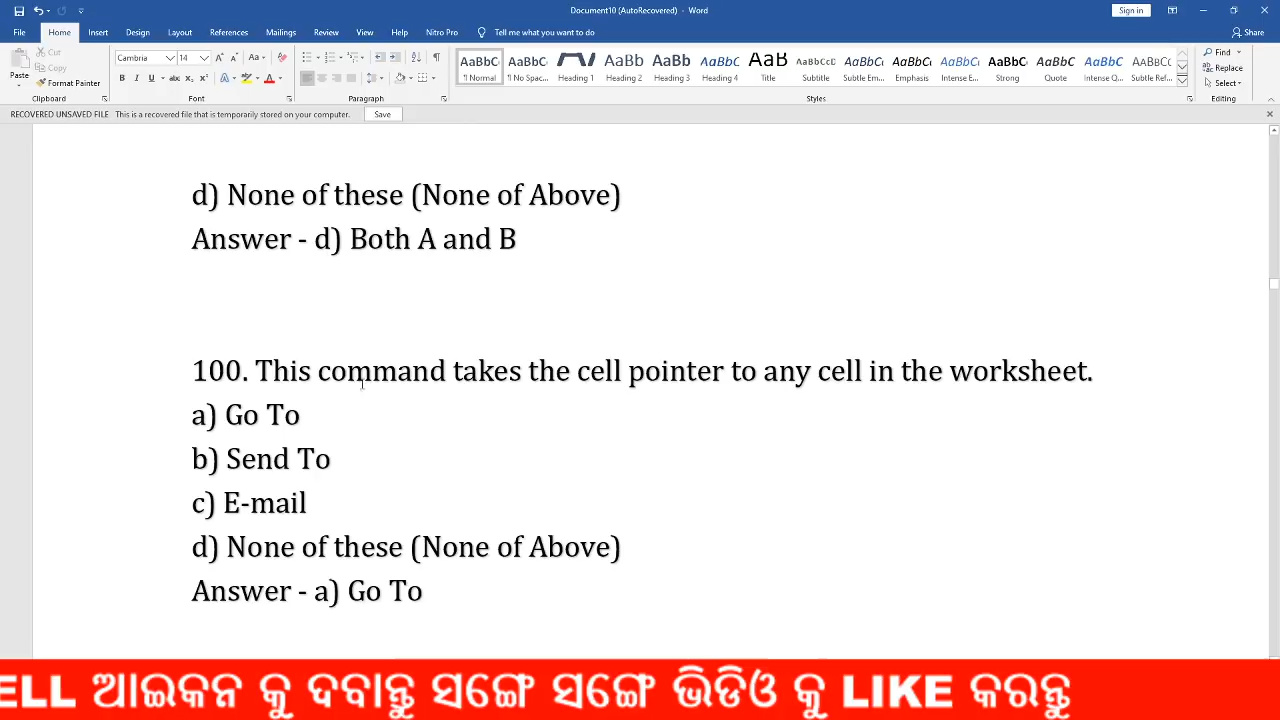 Document10 (AutoRecovered) - Word
Sign in
File Home Insert Design Layout References Mailings Review View Help Nitro Pro Tell me what you want to do
Share
Paste
Cut
Copy
Format Painter
Clipboard
Cambria 14
Font
Paragraph
AaBbCc AaBbCc AaBbC AaBbC AaBbC AaB AaBbCcD AaBbCc AaBbCc AaBbCc AaBbCc AaBbCc AaBbCc AABBCC
¶ Normal ¶ No Spac... Heading 1 Heading 2 Heading 3 Heading 4 Title Subtitle Subtle Em... Emphasis Intense E... Strong Quote Intense Q... Subtle Ref...
Styles
Find
Replace
Select
Editing
RECOVERED UNSAVED FILE This is a recovered file that is temporarily stored on your computer. Save
d) None of these (None of Above)
Answer - d) Both A and B
100. This command takes the cell pointer to any cell in the worksheet.
a) Go To
b) Send To
c) E-mail
d) None of these (None of Above)
Answer - a) Go To
ELL ଆଇକନ କୁ ଦବାନ୍ତୁ ସଙ୍ଗେ ସଙ୍ଗେ ଭିଡିଓ କୁ LIKE କରନ୍ତୁ